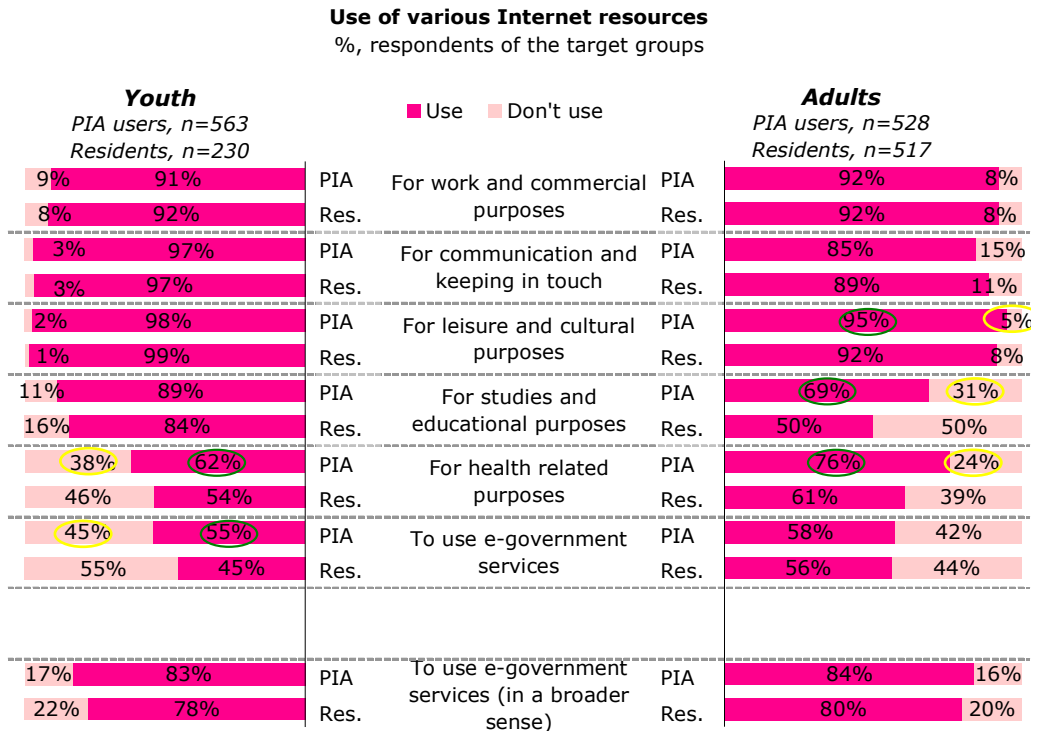 Use of various Internet resources
%, respondents of the target groups
Youth
PIA users, n=563
Residents, n=230
Use
Don't use
Adults
PIA users, n=528
Residents, n=517
9% 91% PIA For work and commercial PIA 92% 8%
8% 92% Res. purposes Res. 92% 8%
3% 97% PIA For communication and PIA 85% 15%
3% 97% Res. keeping in touch Res. 89% 11%
2% 98% PIA For leisure and cultural PIA 95% 5%
1% 99% Res. purposes Res. 92% 8%
11% 89% PIA For studies and PIA 69% 31%
16% 84% Res. educational purposes Res. 50% 50%
38% 62% PIA For health related PIA 76% 24%
46% 54% Res. purposes Res. 61% 39%
45% 55% PIA To use e-government PIA 58% 42%
55% 45% Res. services Res. 56% 44%
To use e-government
17% 83% PIA services (in a broader PIA 84% 16%
22% 78% Res. sense) Res. 80% 20%